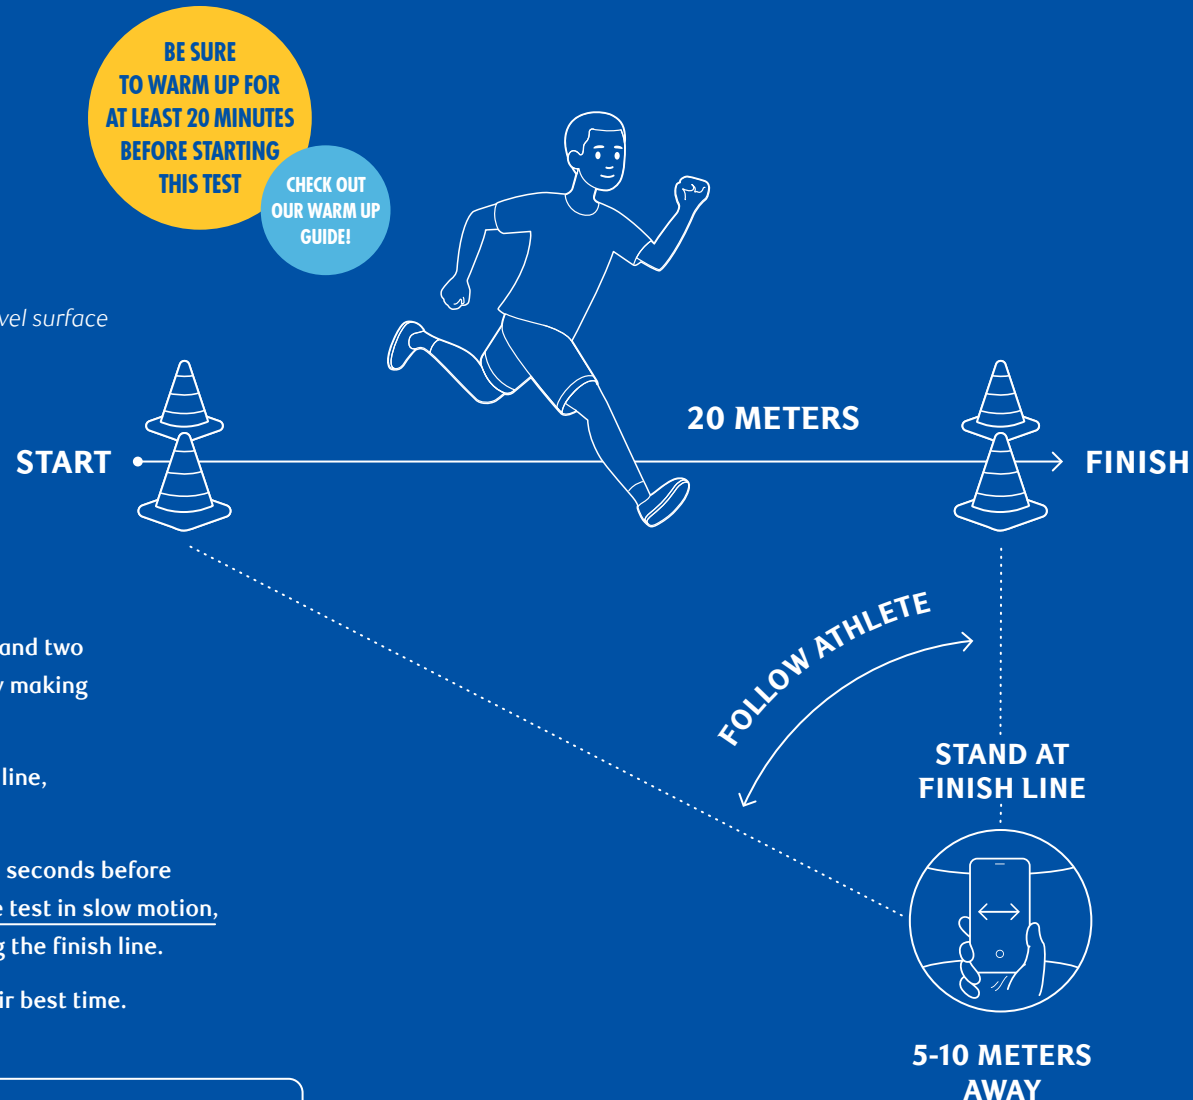 BE SURE
TO WARM UP FOR
AT LEAST 20 MINUTES
BEFORE STARTING
THIS TEST
CHECK OUT
OUR WARM UP
GUIDE!
vel surface
20 METERS
START
FINISH
FOLLOW ATHLETE
and two
making
line,
STAND AT
FINISH LINE
seconds before
test in slow motion,
the finish line.
ir best time.
5-10 METERS
AWAY